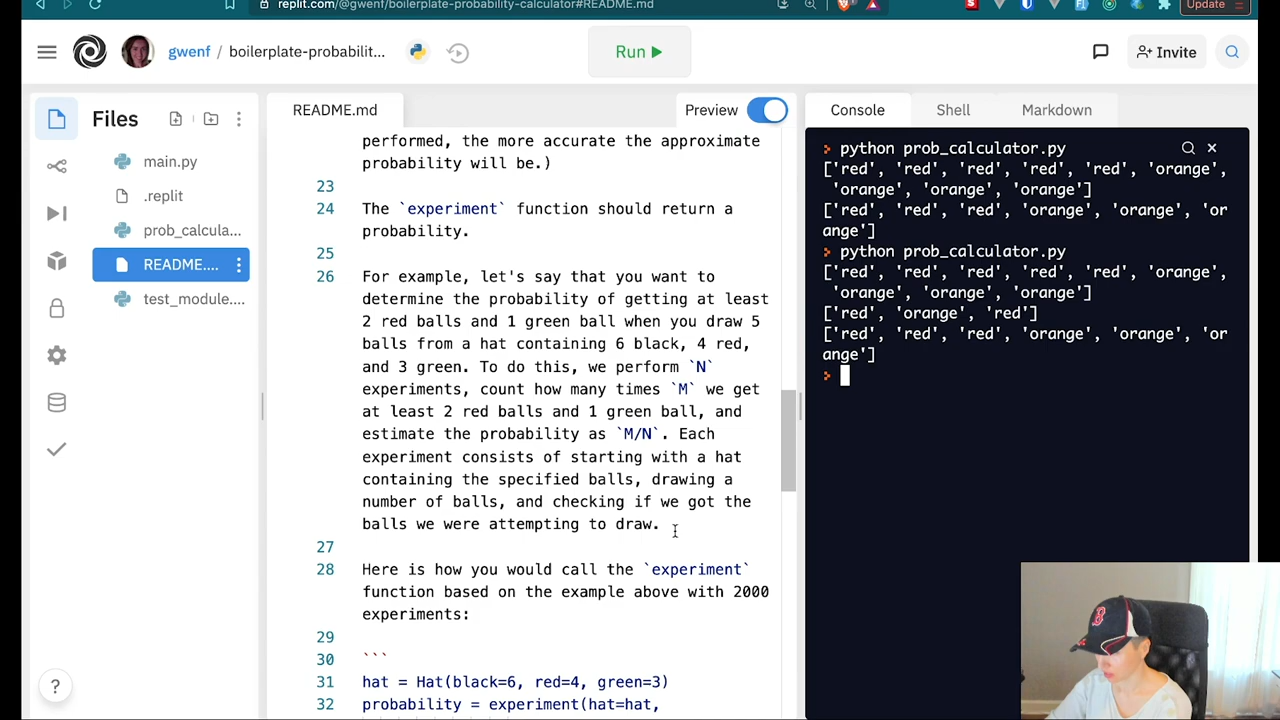 replit.com/@gwenf/boilerplate-probability-calculator#README.md
Update
gwenf / boilerplate-probabilit...
Run
Invite
Files
main.py
.replit
prob_calcula...
README....
test_module....
README.md
Preview
performed, the more accurate the approximate
probability will be.)
23
24 The `experiment` function should return a
probability.
25
26 For example, let's say that you want to
determine the probability of getting at least
2 red balls and 1 green ball when you draw 5
balls from a hat containing 6 black, 4 red,
and 3 green. To do this, we perform `N`
experiments, count how many times `M` we get
at least 2 red balls and 1 green ball, and
estimate the probability as `M/N`. Each
experiment consists of starting with a hat
containing the specified balls, drawing a
number of balls, and checking if we got the
balls we were attempting to draw.
27
28 Here is how you would call the `experiment`
function based on the example above with 2000
experiments:
29
30 ```
31 hat = Hat(black=6, red=4, green=3)
32 probability = experiment(hat=hat,
Console
Shell
Markdown
> python prob_calculator.py
['red', 'red', 'red', 'red', 'red', 'orange',
'orange', 'orange', 'orange']
['red', 'red', 'red', 'orange', 'orange', 'or
ange']
> python prob_calculator.py
['red', 'red', 'red', 'red', 'red', 'orange',
'orange', 'orange', 'orange']
['red', 'orange', 'red']
['red', 'red', 'red', 'orange', 'orange', 'or
ange']
>
?
B